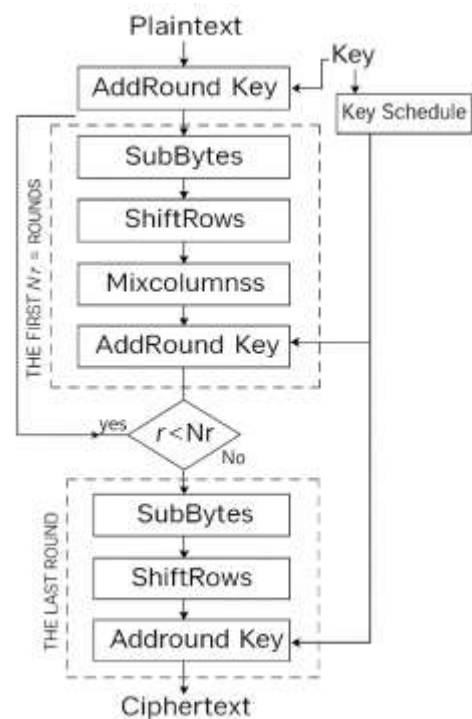 Plaintext
Key
AddRound Key
Key Schedule
SubBytes
ShiftRows
Mixcolumnss
AddRound Key
THE FIRST Nr = ROUNDS
yes
r<Nr
No
SubBytes
ShiftRows
Addround Key
THE LAST ROUND
Ciphertext